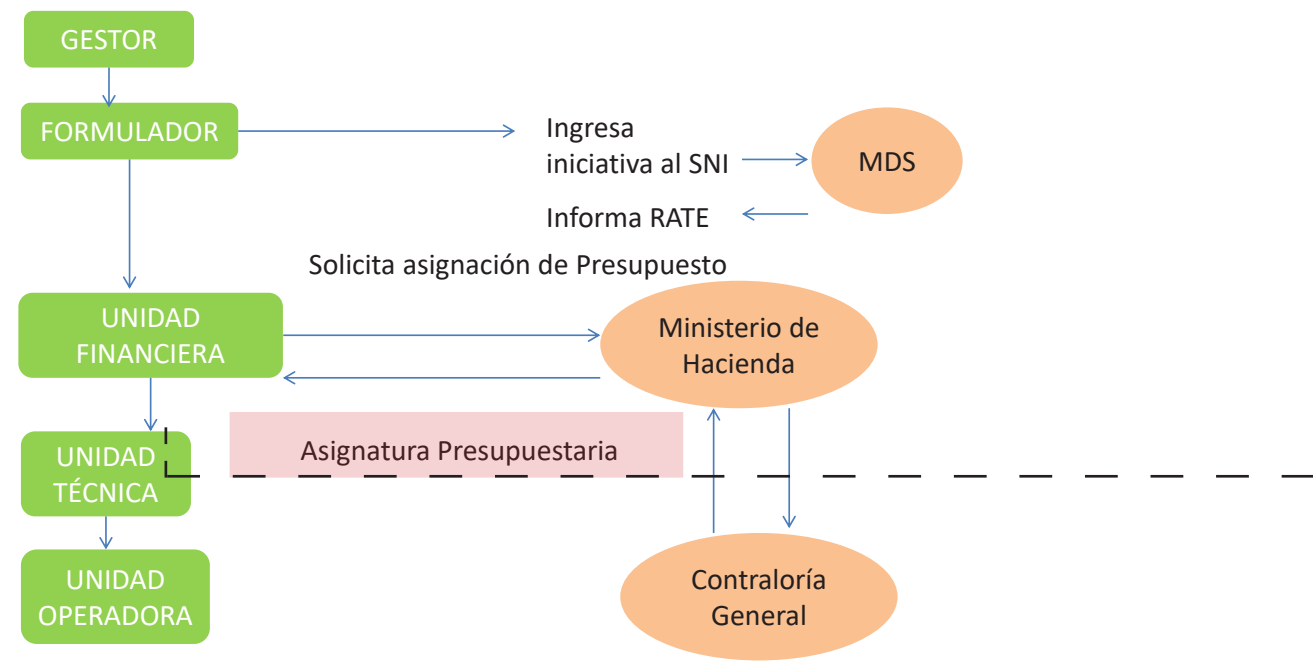 GESTOR
FORMULADOR
Ingresa
iniciativa al SNI
MDS
Informa RATE
Solicita asignación de Presupuesto
UNIDAD
FINANCIERA
Ministerio de
Hacienda
Asignatura Presupuestaria
UNIDAD
TÉCNICA
UNIDAD
OPERADORA
Contraloría
General